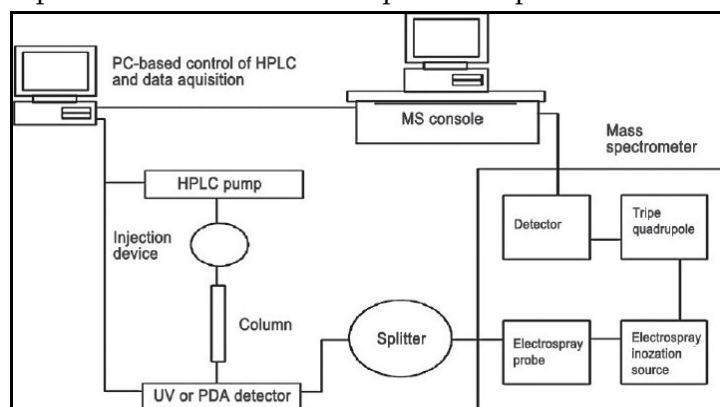 PC-based control of HPLC
and data aquisition
MS console
Mass
spectrometer
HPLC pump
Injection
device
Detector
Tripe
quadrupole
Column
Splitter
Electrospray
probe
Electrospray
inozation
source
UV or PDA detector